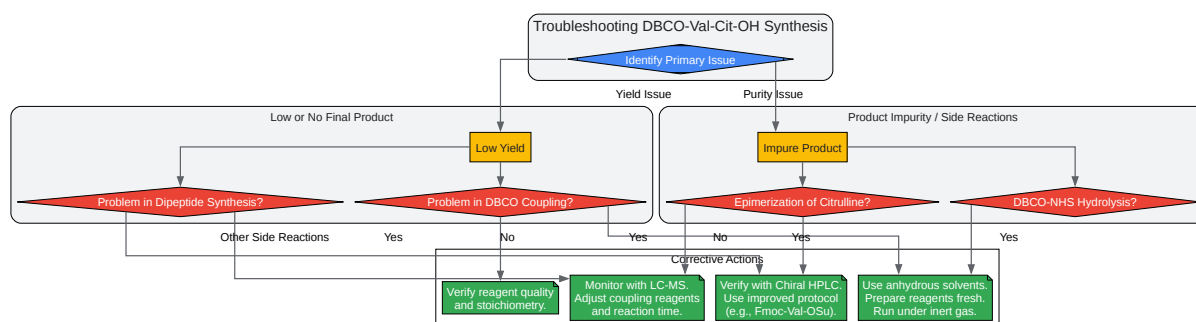 Troubleshooting DBCO-Val-Cit-OH Synthesis
Identify Primary Issue
Yield Issue
Purity Issue
Low or No Final Product
Product Impurity / Side Reactions
Low Yield
Impure Product
Problem in Dipeptide Synthesis?
Problem in DBCO Coupling?
Epimerization of Citrulline?
DBCO-NHS Hydrolysis?
Other Side Reactions
Yes
No
Yes
No
Yes
Yes
Corrective Actions
Verify reagent quality
and stoichiometry.
Monitor with LC-MS.
Adjust coupling reagents
and reaction time.
Verify with Chiral HPLC.
Use improved protocol
(e.g., Fmoc-Val-OSu).
Use anhydrous solvents.
Prepare reagents fresh.
Run under inert gas.